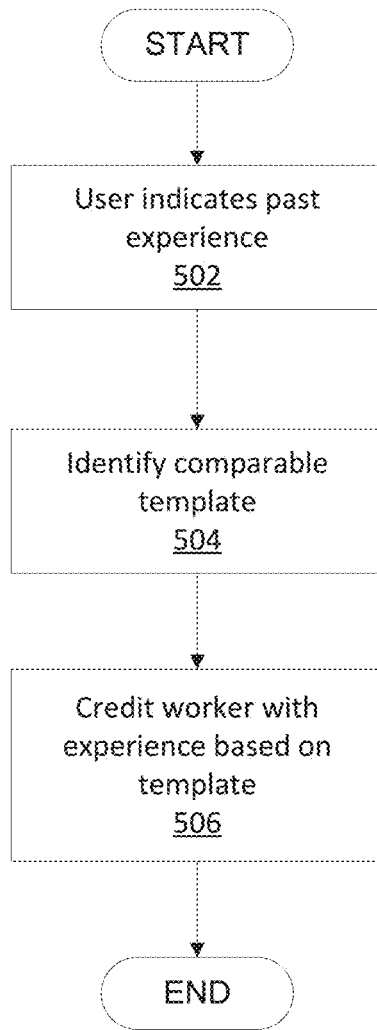 START
User indicates past
experience
502
Identify comparable
template
504
Credit worker with
experience based on
template
506
END